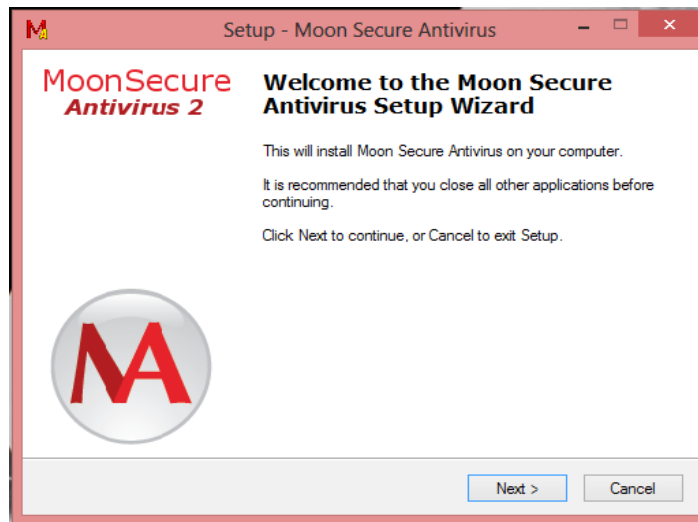 Setup - Moon Secure Antivirus
MoonSecure
Antivirus 2
Welcome to the Moon Secure
Antivirus Setup Wizard
This will install Moon Secure Antivirus on your computer.
It is recommended that you close all other applications before
continuing.
Click Next to continue, or Cancel to exit Setup.
MA
Next >
Cancel